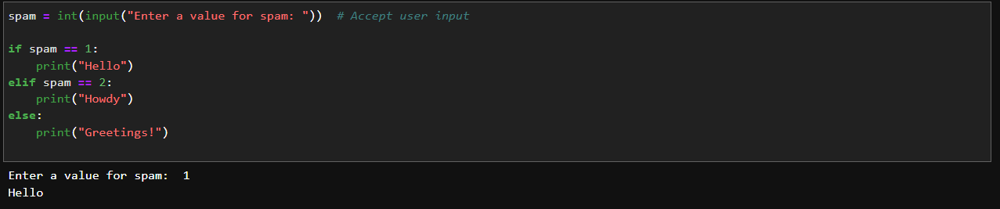 spam = int(input("Enter a value for spam: "))  # Accept user input

if spam == 1:
    print("Hello")
elif spam == 2:
    print("Howdy")
else:
    print("Greetings!")

Enter a value for spam:  1
Hello